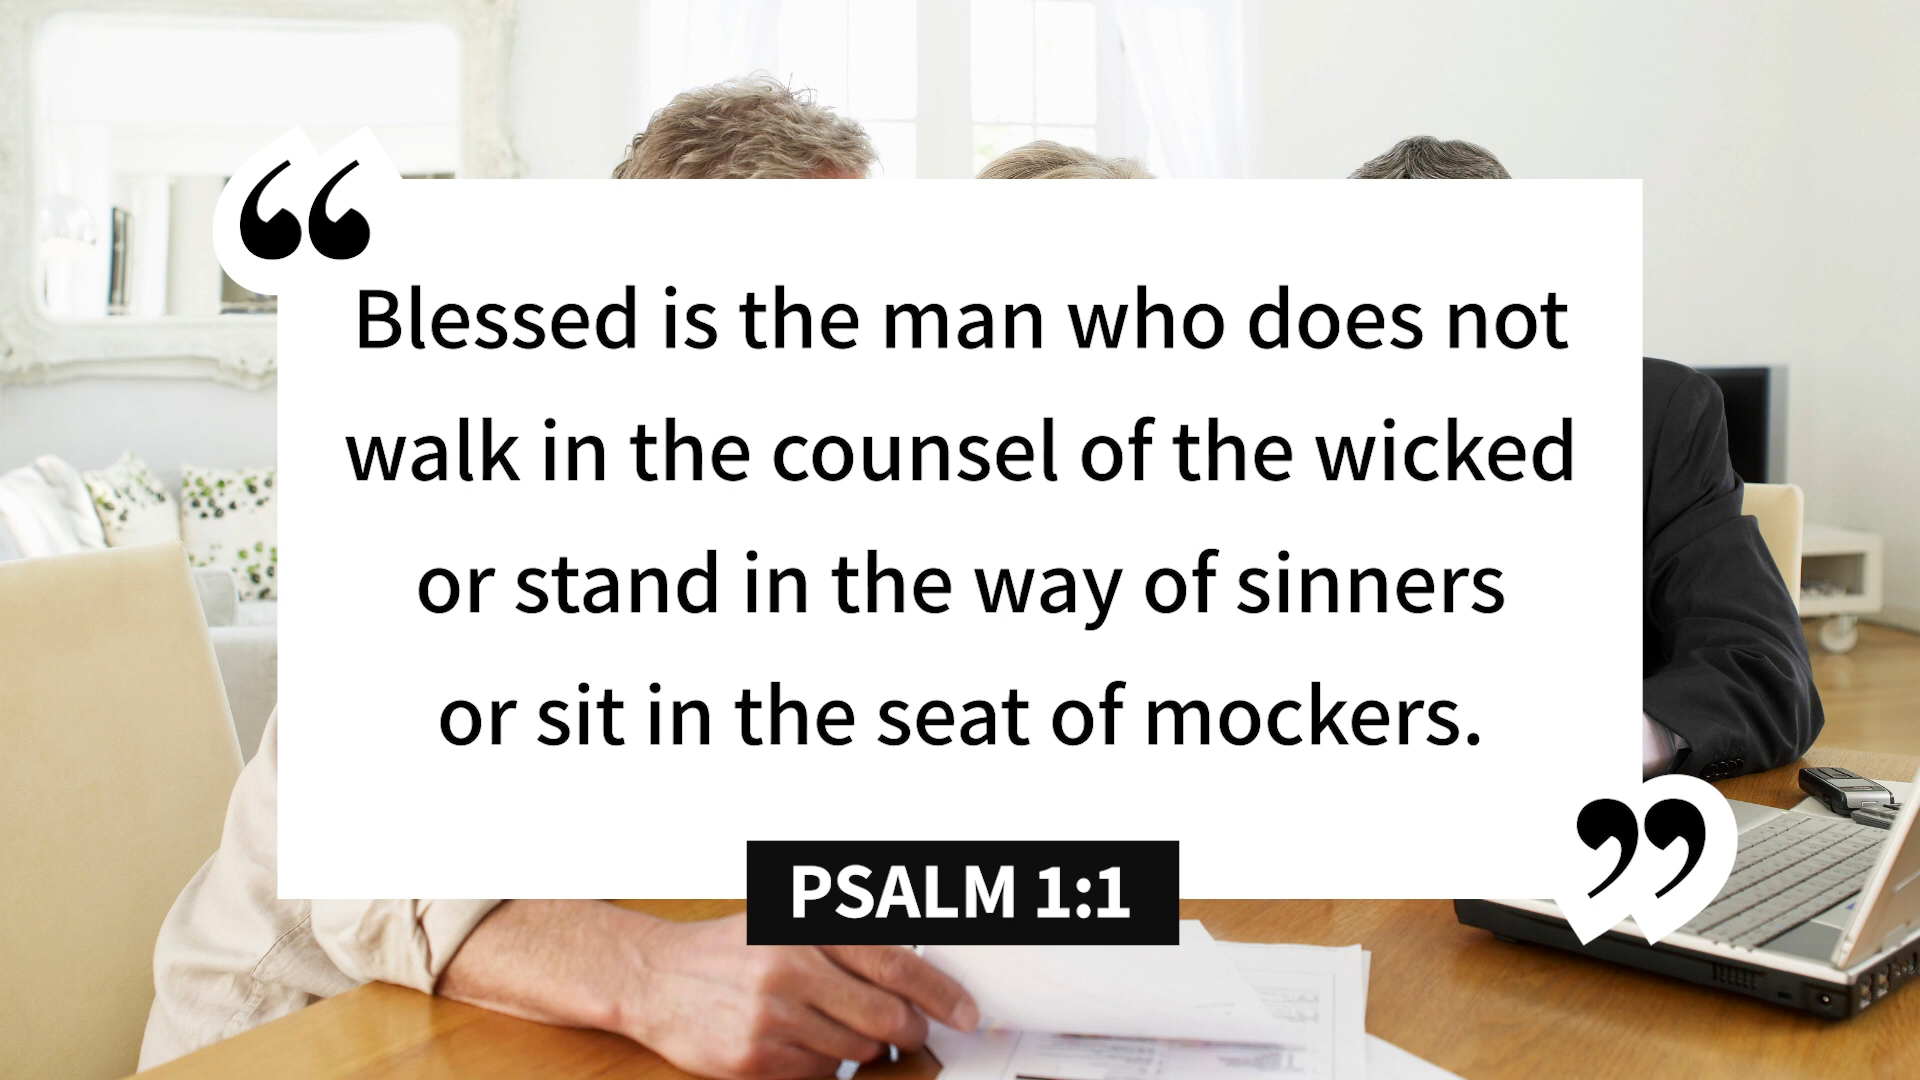 “
Blessed is the man who does not
walk in the counsel of the wicked
or stand in the way of sinners
or sit in the seat of mockers.
”
PSALM 1:1